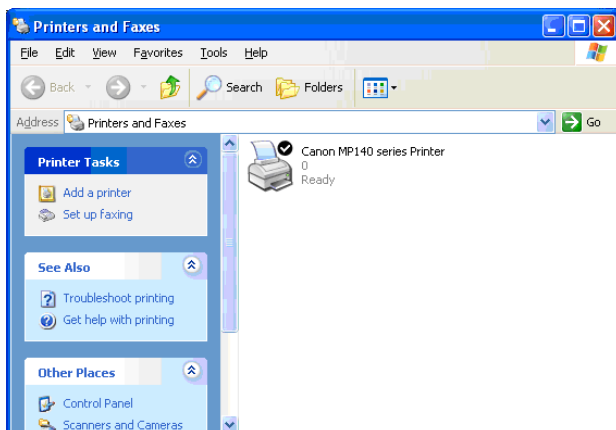 Printers and Faxes
File Edit View Favorites Tools Help
Back Search Folders
Address Printers and Faxes Go
Printer Tasks
Add a printer
Set up faxing
See Also
Troubleshoot printing
Get help with printing
Other Places
Control Panel
Scanners and Cameras
Canon MP140 series Printer
0
Ready